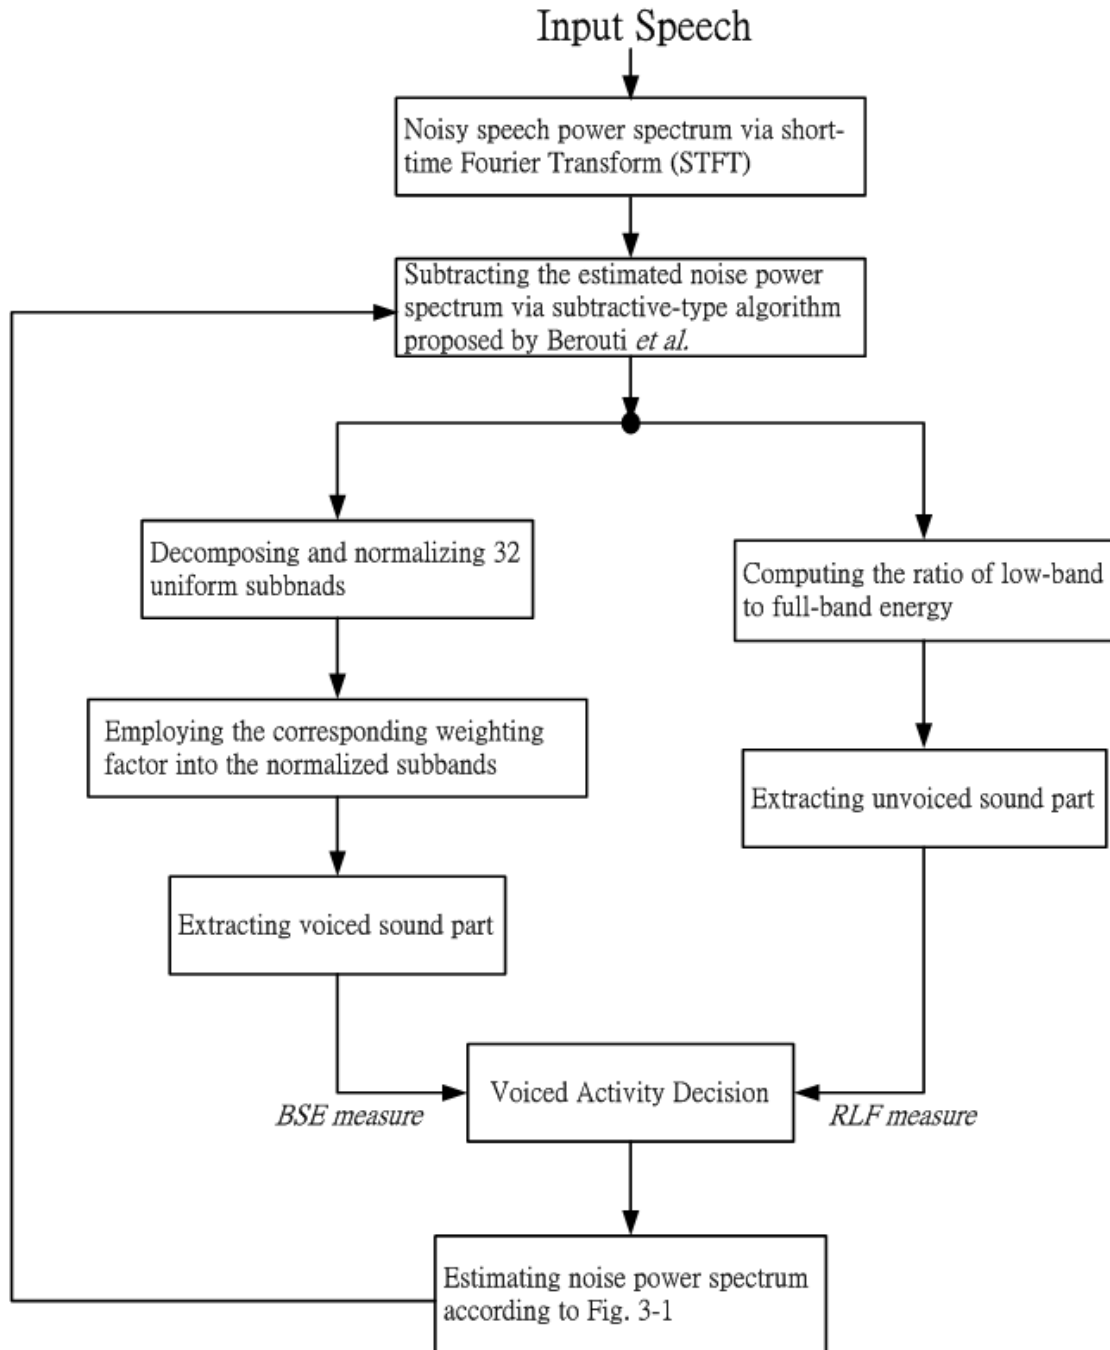 Input Speech
Noisy speech power spectrum via short-
time Fourier Transform (STFT)
Subtracting the estimated noise power
spectrum via subtractive-type algorithm
proposed by Berouti et al.
Decomposing and normalizing 32
uniform subbnads
Computing the ratio of low-band
to full-band energy
Employing the corresponding weighting
factor into the normalized subbands
Extracting unvoiced sound part
Extracting voiced sound part
Voiced Activity Decision
BSE measure
RLF measure
Estimating noise power spectrum
according to Fig. 3-1